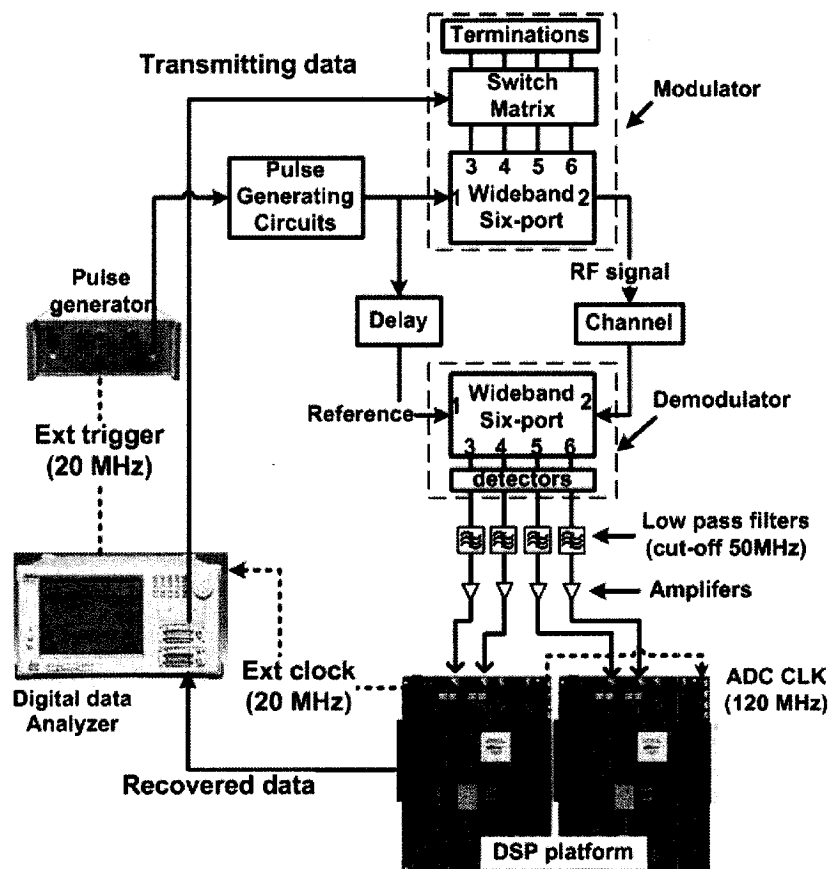 Terminations
Transmitting data
Switch
Matrix
Modulator
3 4 5 6
Pulse
Generating
Circuits
1 Wideband 2
Six-port
Pulse
generator
RF signal
Delay
Channel
Wideband
1 2
Six-port
Reference
Demodulator
3 4 5 6
Ext trigger
(20 MHz)
detectors
Low pass filters
(cut-off 50MHz)
Amplifers
Ext clock
(20 MHz)
ADC CLK
(120 MHz)
Digital data
Analyzer
Recovered data
DSP platform